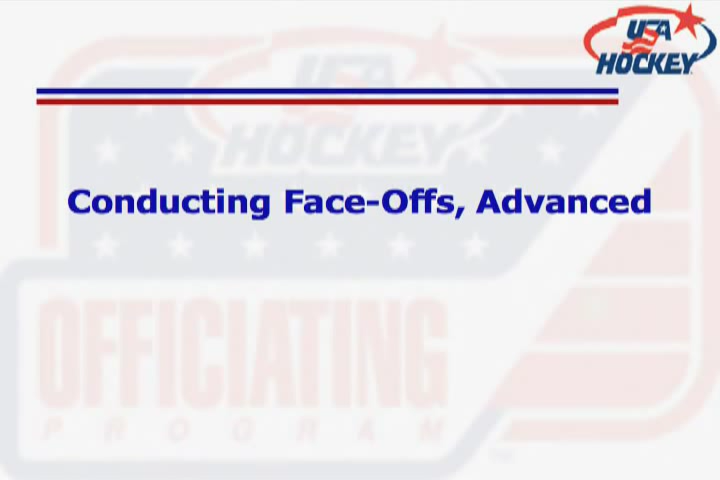 USA
HOCKEY
USA
HOCKEY
Conducting Face-Offs, Advanced
OFFICIATING
PROGRAM